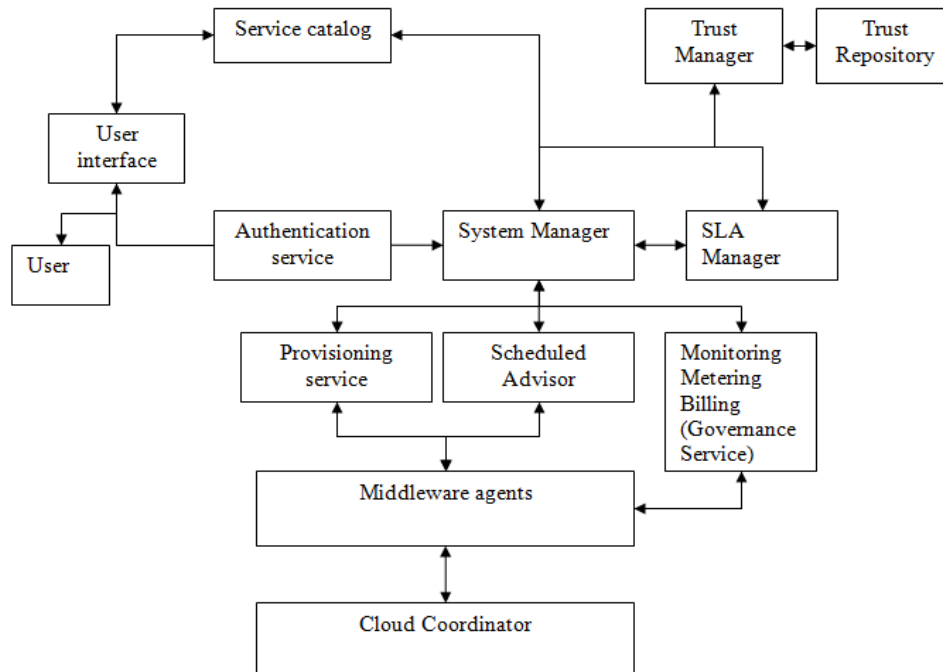 Service catalog
Trust
Manager
Trust
Repository
User
interface
User
Authentication
service
System Manager
SLA
Manager
Provisioning
service
Scheduled
Advisor
Monitoring
Metering
Billing
(Governance
Service)
Middleware agents
Cloud Coordinator